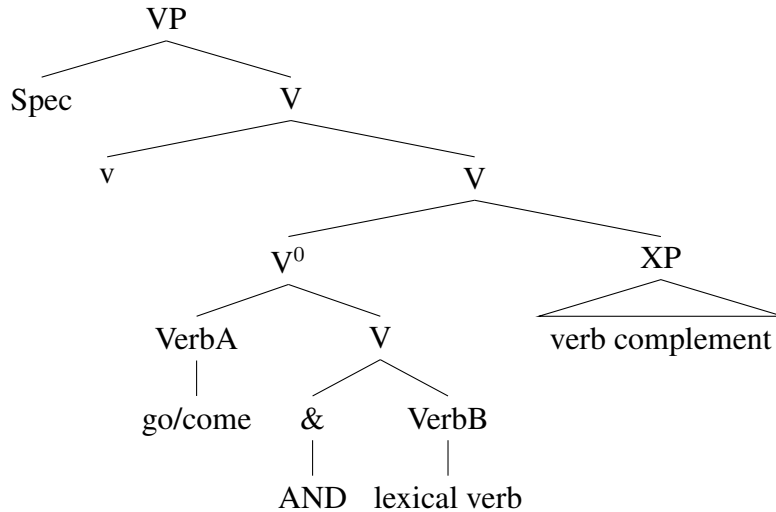 VP
Spec V
v V
V⁰ XP
VerbA V verb complement
go/come & VerbB
AND lexical verb